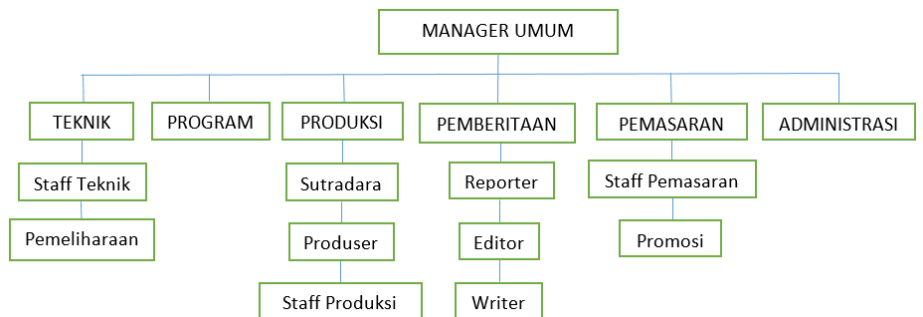 MANAGER UMUM
TEKNIK
PROGRAM
PRODUKSI
PEMBERITAAN
PEMASARAN
ADMINISTRASI
Staff Teknik
Sutradara
Reporter
Staff Pemasaran
Pemeliharaan
Produser
Editor
Promosi
Staff Produksi
Writer